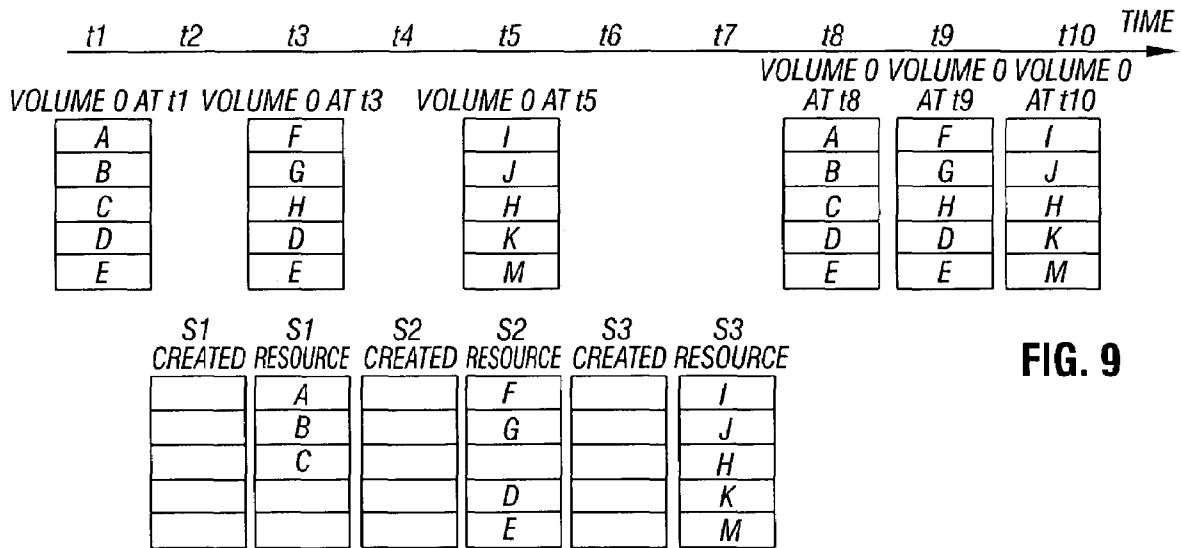 t1 t2 t3 t4 t5 t6 t7 t8 t9 t10 TIME
VOLUME 0 AT t1 VOLUME 0 AT t3 VOLUME 0 AT t5 VOLUME 0 AT t8 VOLUME 0 AT t9 VOLUME 0 AT t10
A F I A F I
B G J B G J
C H H C H H
D D K D D K
E E M E E M
S1 CREATED S1 RESOURCE S2 CREATED S2 RESOURCE S3 CREATED S3 RESOURCE
FIG. 9
A F I
B G J
C H
D K
E M